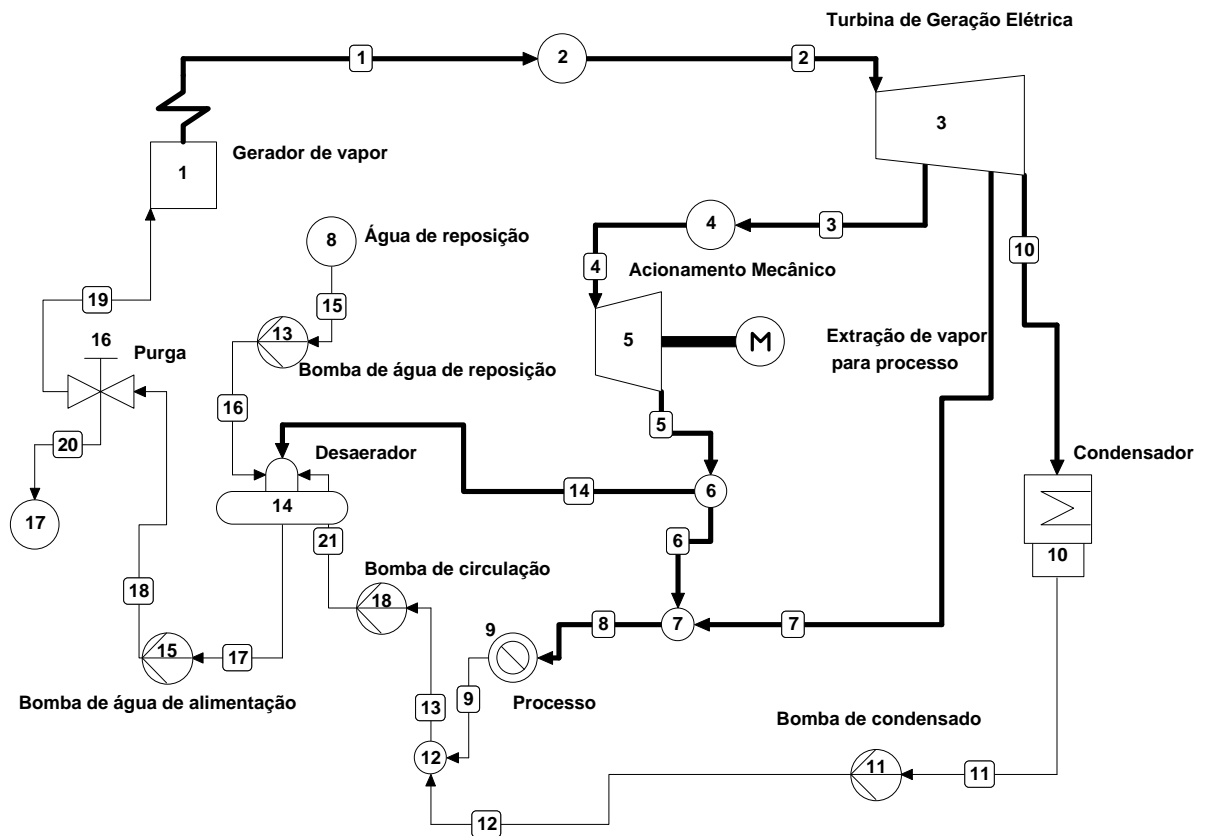 Turbina de Geração Elétrica
1
2
2
3
Gerador de vapor
1
8
Água de reposição
4
3
10
4
Acionamento Mecânico
19
15
16
13
5
M
Extração de vapor
para processo
Purga
Bomba de água de reposição
16
5
20
Desaerador
Condensador
14
6
14
17
21
6
10
Bomba de circulação
18
18
9
8
7
7
15
17
Bomba de água de alimentação
9
13
Processo
Bomba de condensado
12
11
11
12